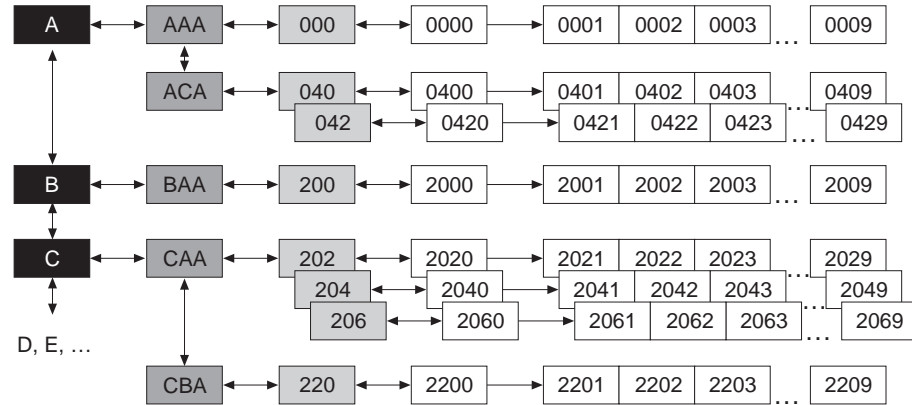 A AAA 000 0000 0001 0002 0003 ... 0009
ACA 040 0400 0401 0402 0403 ... 0409
042 0420 0421 0422 0423 ... 0429
B BAA 200 2000 2001 2002 2003 ... 2009
C CAA 202 2020 2021 2022 2023 ... 2029
204 2040 2041 2042 2043 ... 2049
206 2060 2061 2062 2063 ... 2069
D, E, ...
CBA 220 2200 2201 2202 2203 ... 2209